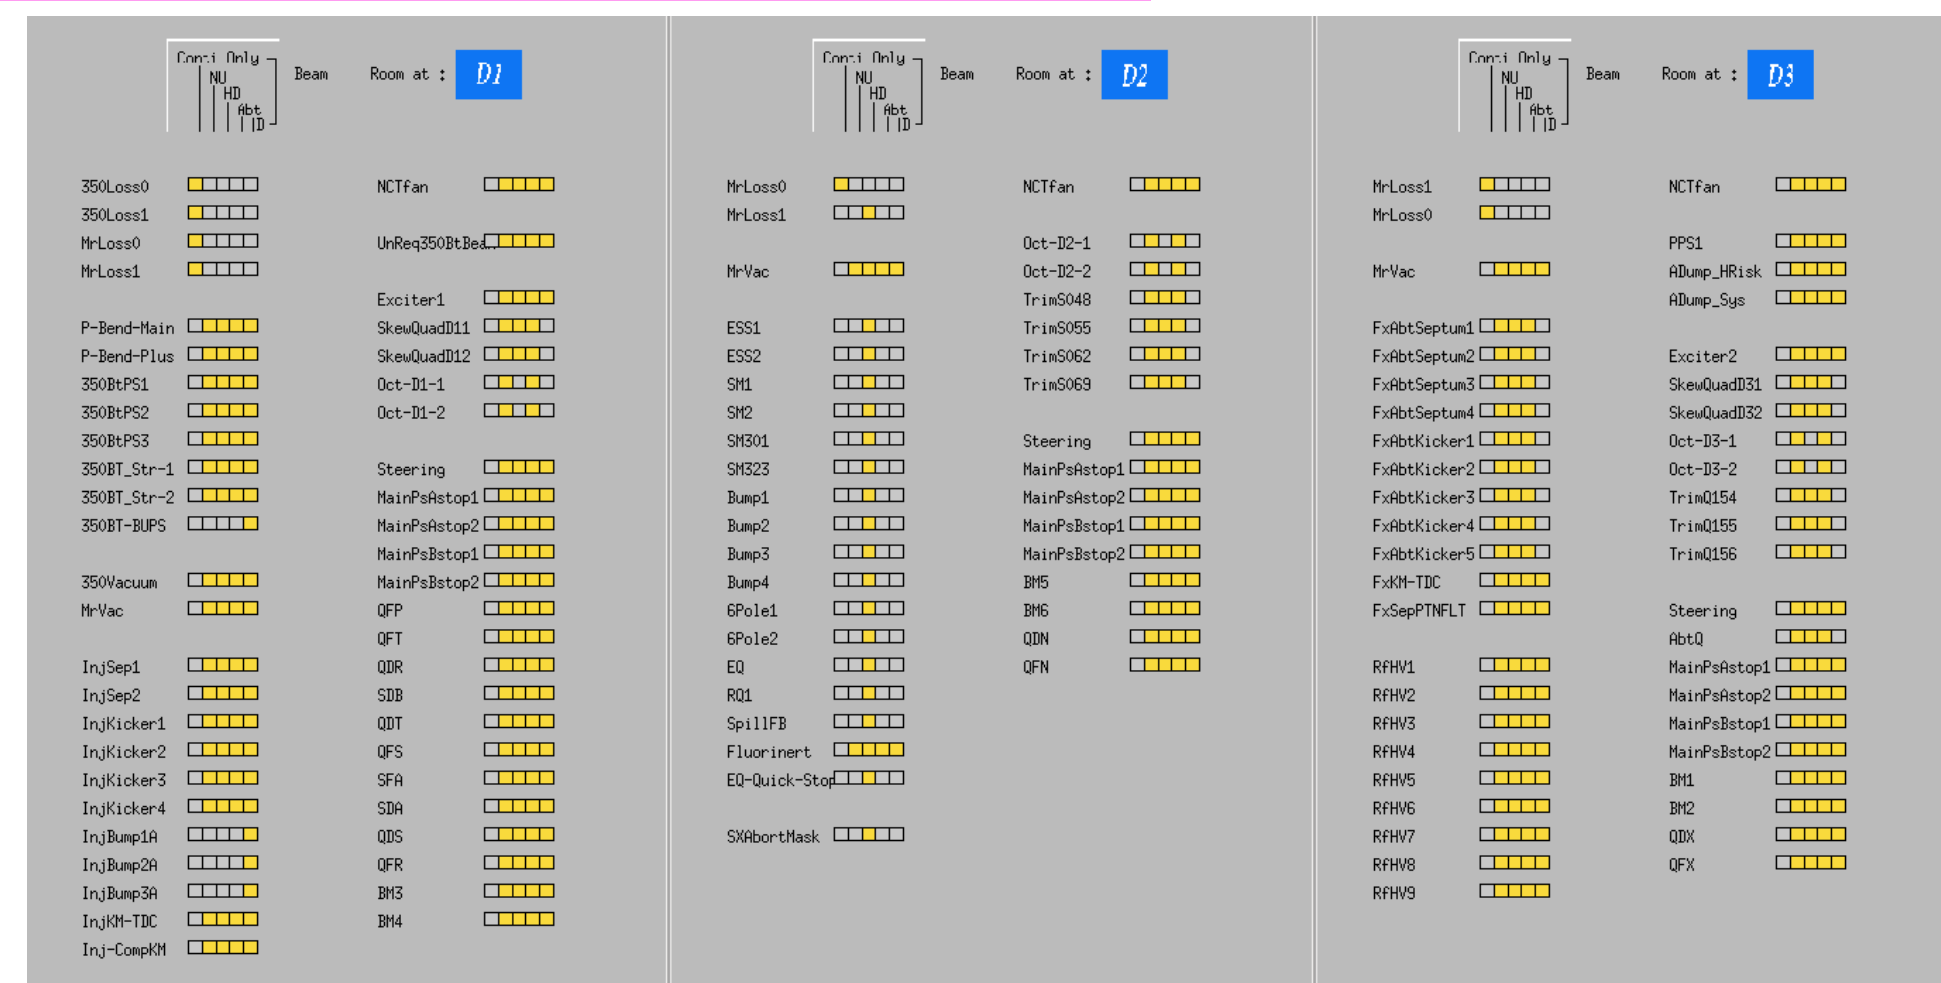 Conti Only
NU
HD
Abt
ID
Beam
Room at :
D1
350Loss0
350Loss1
MrLoss0
MrLoss1
P-Bend-Main
P-Bend-Plus
350BtPS1
350BtPS2
350BtPS3
350BT_Str-1
350BT_Str-2
350BT-BUPS
350Vacuum
MrVac
InjSep1
InjSep2
InjKicker1
InjKicker2
InjKicker3
InjKicker4
InjBump1A
InjBump2A
InjBump3A
InjKM-TDC
Inj-CompKM
NCTfan
UnReq350BtBea
Exciter1
SkewQuadD11
SkewQuadD12
Oct-D1-1
Oct-D1-2
Steering
MainPsAstop1
MainPsAstop2
MainPsBstop1
MainPsBstop2
QFP
QFT
QDR
SDB
QDT
QFS
SFA
SDA
QDS
QFR
BM3
BM4
Conti Only
NU
HD
Abt
ID
Beam
Room at :
D2
MrLoss0
MrLoss1
MrVac
ESS1
ESS2
SM1
SM2
SM301
SM323
Bump1
Bump2
Bump3
Bump4
6Pole1
6Pole2
EQ
RQ1
SpillFB
Fluorinert
EQ-Quick-Stop
SXAbortMask
NCTfan
Oct-D2-1
Oct-D2-2
TrimS048
TrimS055
TrimS062
TrimS069
Steering
MainPsAstop1
MainPsAstop2
MainPsBstop1
MainPsBstop2
BM5
BM6
QDN
QFN
Conti Only
NU
HD
Abt
ID
Beam
Room at :
D3
MrLoss1
MrLoss0
MrVac
FxAbtSeptum1
FxAbtSeptum2
FxAbtSeptum3
FxAbtSeptum4
FxAbtKicker1
FxAbtKicker2
FxAbtKicker3
FxAbtKicker4
FxAbtKicker5
FxKM-TDC
FxSepPTNFLT
RfHV1
RfHV2
RfHV3
RfHV4
RfHV5
RfHV6
RfHV7
RfHV8
RfHV9
NCTfan
PPS1
ADump_HRisk
ADump_Sys
Exciter2
SkewQuadD31
SkewQuadD32
Oct-D3-1
Oct-D3-2
TrimQ154
TrimQ155
TrimQ156
Steering
AbtQ
MainPsAstop1
MainPsAstop2
MainPsBstop1
MainPsBstop2
BM1
BM2
QDX
QFX